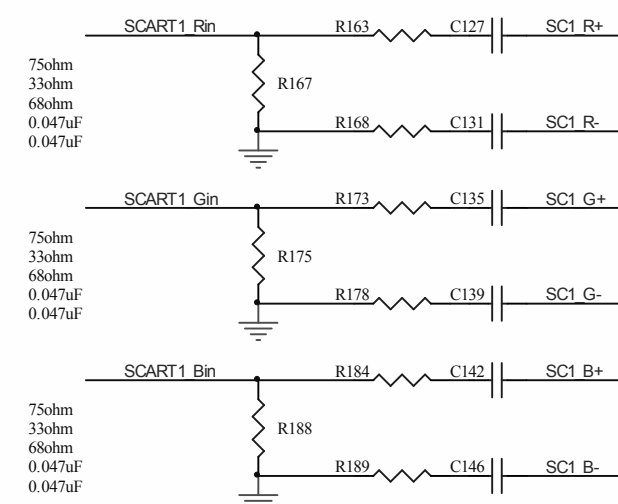 SCART1_Rin R163 C127 SC1_R+
75ohm
33ohm
68ohm
0.047uF
0.047uF
R167
R168 C131 SC1_R-
SCART1_Gin R173 C135 SC1_G+
75ohm
33ohm
68ohm
0.047uF
0.047uF
R175
R178 C139 SC1_G-
SCART1_Bin R184 C142 SC1_B+
75ohm
33ohm
68ohm
0.047uF
0.047uF
R188
R189 C146 SC1_B-